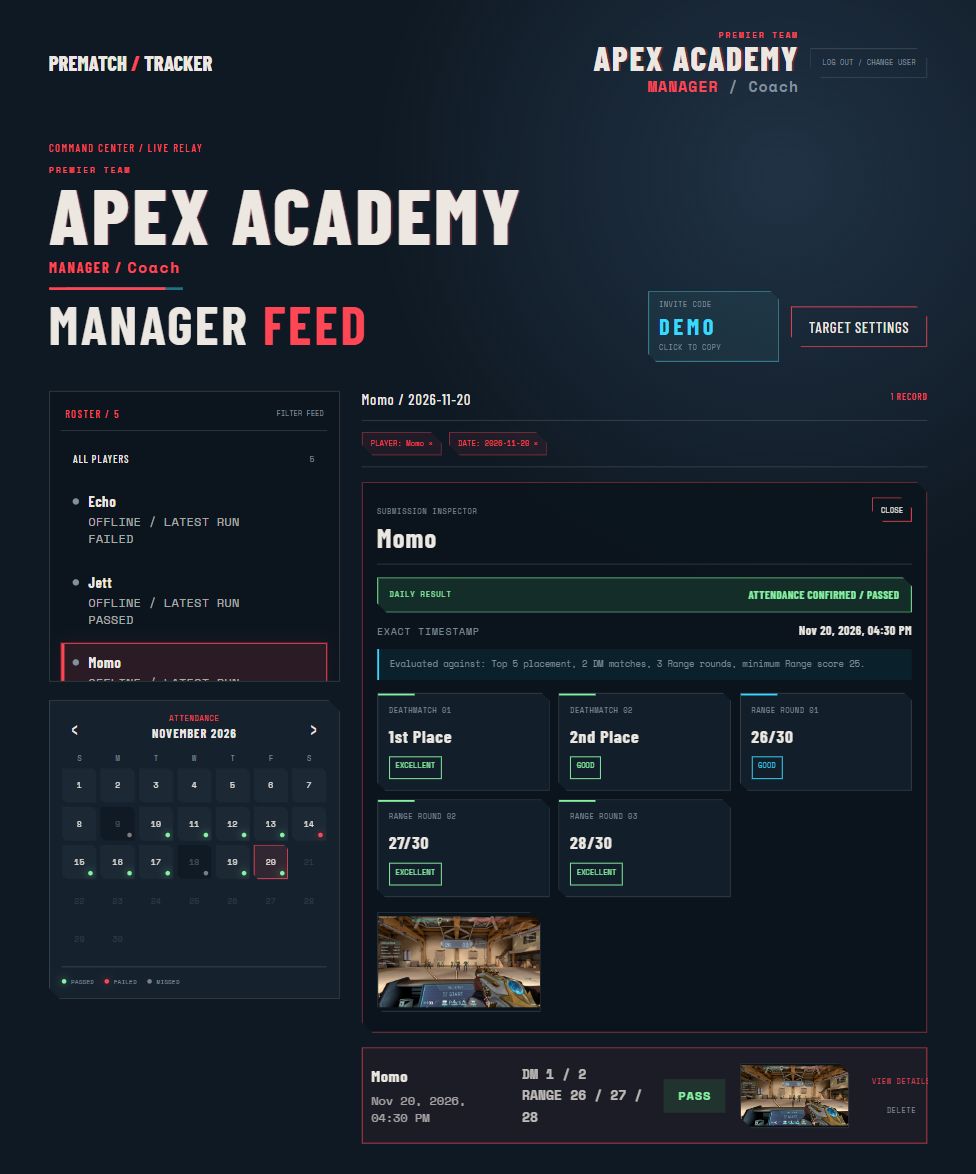 PREMATCH / TRACKER
PREMIER TEAM
APEX ACADEMY
MANAGER / Coach
LOG OUT / CHANGE USER
COMMAND CENTER / LIVE RELAY
PREMIER TEAM
APEX ACADEMY
MANAGER / Coach
MANAGER FEED
INVITE CODE
DEMO
CLICK TO COPY
TARGET SETTINGS
ROSTER / 5
FILTER FEED
ALL PLAYERS
5
Echo
OFFLINE / LATEST RUN
FAILED
Jett
OFFLINE / LATEST RUN
PASSED
Momo
ATTENDANCE
< NOVEMBER 2026 >
S M T W T F S
1 2 3 4 5 6 7
8 9 10 11 12 13 14
15 16 17 18 19 20 21
22 23 24 25 26 27 28
29 30
PASSED FAILED MISSED
Momo / 2026-11-20
1 RECORD
PLAYER: Momo ×
DATE: 2026-11-20 ×
SUBMISSION INSPECTOR
CLOSE
Momo
DAILY RESULT
ATTENDANCE CONFIRMED / PASSED
EXACT TIMESTAMP
Nov 20, 2026, 04:30 PM
Evaluated against: Top 5 placement, 2 DM matches, 3 Range rounds, minimum Range score 25.
DEATHMATCH 01
1st Place
EXCELLENT
DEATHMATCH 02
2nd Place
GOOD
RANGE ROUND 01
26/30
GOOD
RANGE ROUND 02
27/30
EXCELLENT
RANGE ROUND 03
28/30
EXCELLENT
Momo
Nov 20, 2026,
04:30 PM
DM 1 / 2
RANGE 26 / 27 /
28
PASS
VIEW DETAILS
DELETE